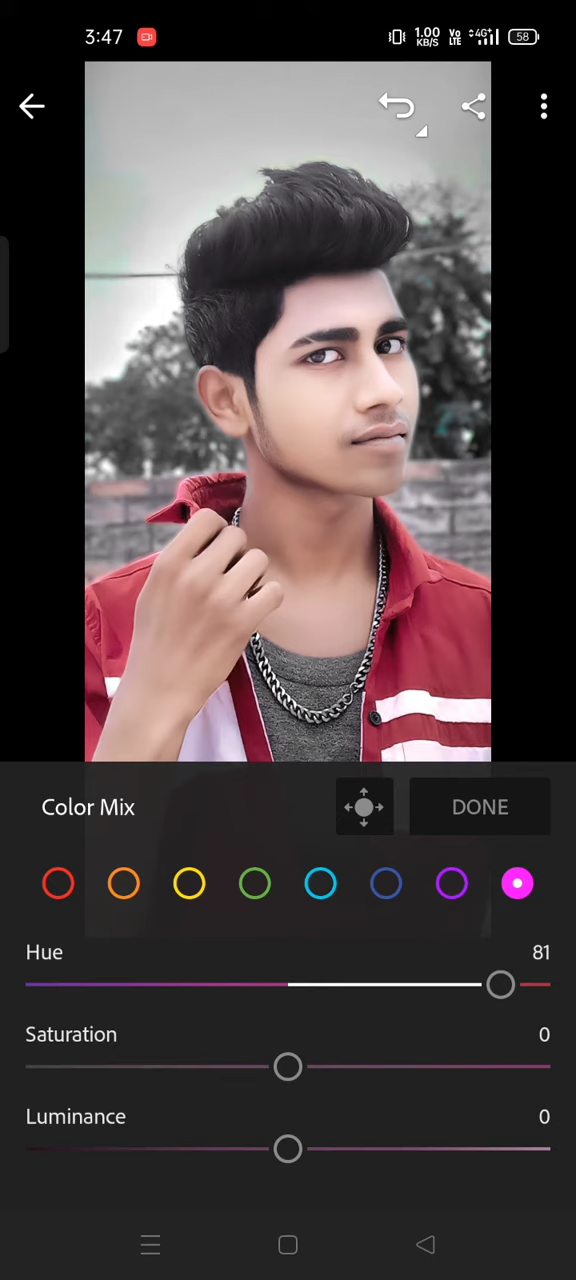 3:47
1.00 KB/S Vo LTE 4G+ 58
Color Mix
DONE
Hue 81
Saturation 0
Luminance 0